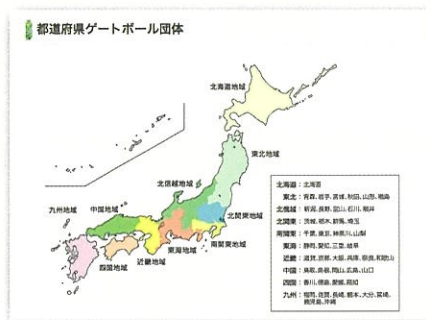 都道府県ゲートボール団体
北海道地域
東北地域
北信越地域
九州地域
中国地域
北関東地域
南関東地域
東海地域
近畿地域
四国地域
北海道：北海道
東北：青森、岩手、宮城、秋田、山形、福島
北信越：新潟、長野、富山、石川、福井
北関東：茨城、栃木、群馬、埼玉
南関東：千葉、東京、神奈川、山梨
東海：静岡、愛知、三重、岐阜
近畿：滋賀、京都、大阪、兵庫、奈良、和歌山
中国：鳥取、島根、岡山、広島、山口
四国：香川、徳島、愛媛、高知
九州：福岡、佐賀、長崎、熊本、大分、宮崎、
鹿児島、沖縄